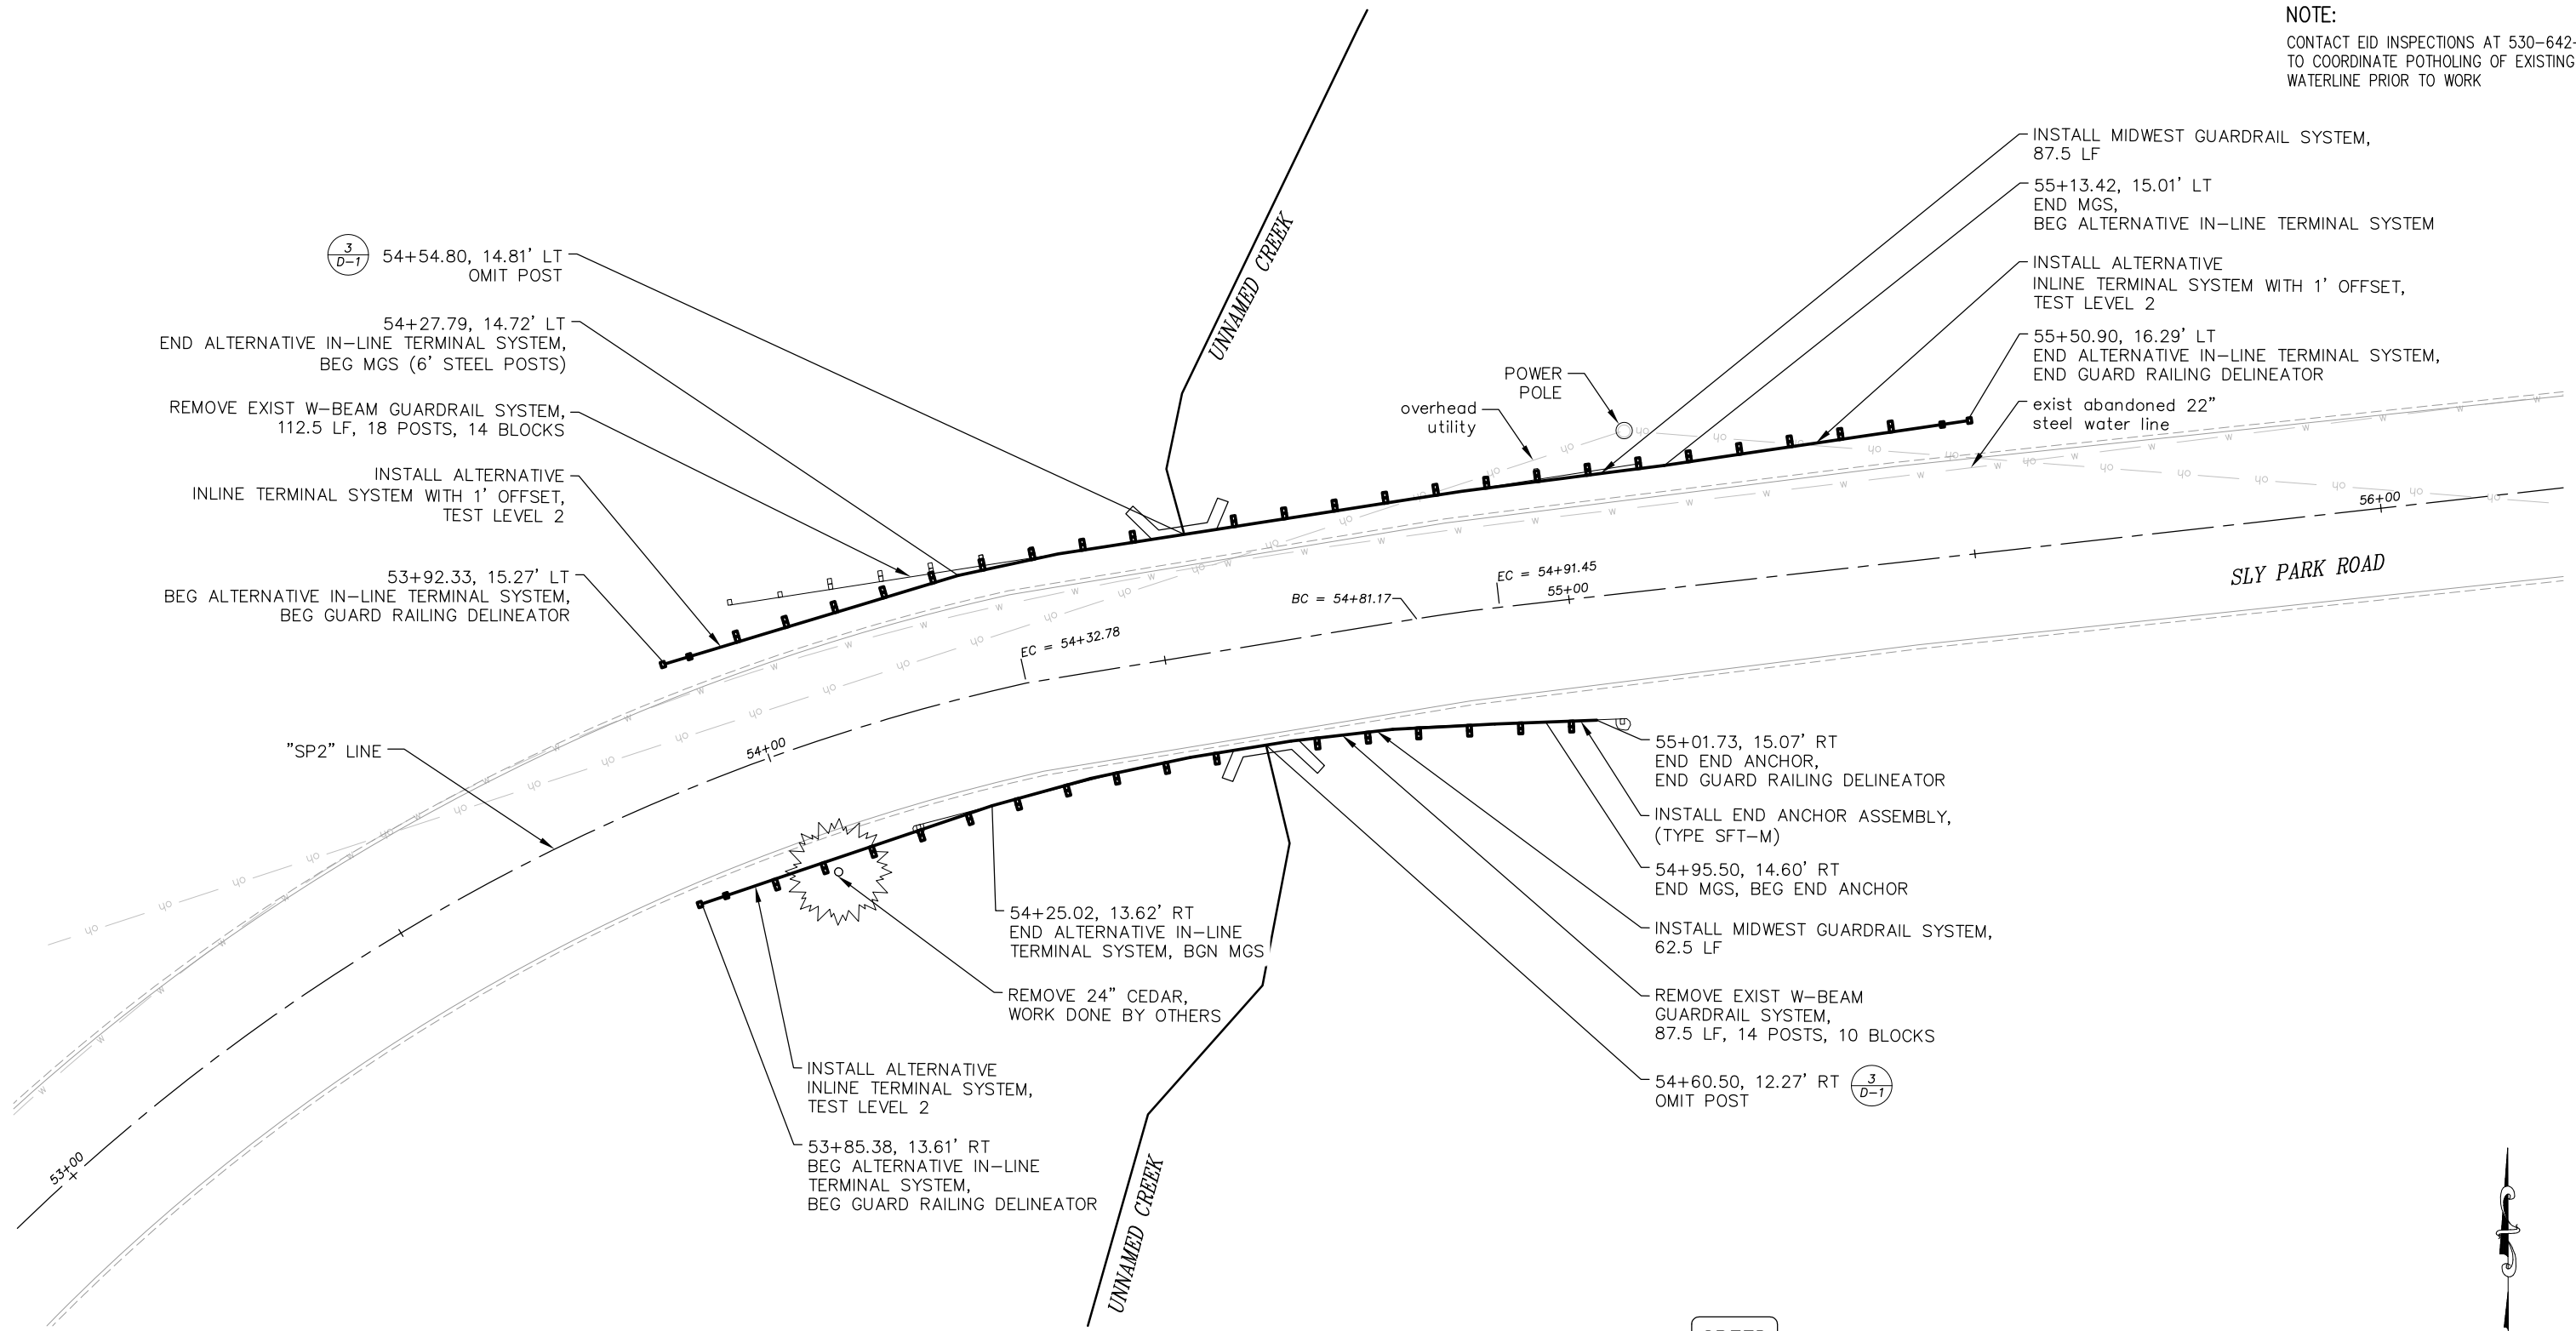 NOTE:
CONTACT EID INSPECTIONS AT 530-642-
TO COORDINATE POTHOLING OF EXISTING
WATERLINE PRIOR TO WORK
INSTALL MIDWEST GUARDRAIL SYSTEM,
87.5 LF
55+13.42, 15.01' LT
END MGS,
BEG ALTERNATIVE IN-LINE TERMINAL SYSTEM
INSTALL ALTERNATIVE
INLINE TERMINAL SYSTEM WITH 1' OFFSET,
TEST LEVEL 2
55+50.90, 16.29' LT
END ALTERNATIVE IN-LINE TERMINAL SYSTEM,
END GUARD RAILING DELINEATOR
exist abandoned 22"
steel water line
3
D-1
54+54.80, 14.81' LT
OMIT POST
54+27.79, 14.72' LT
END ALTERNATIVE IN-LINE TERMINAL SYSTEM,
BEG MGS (6' STEEL POSTS)
REMOVE EXIST W-BEAM GUARDRAIL SYSTEM,
112.5 LF, 18 POSTS, 14 BLOCKS
INSTALL ALTERNATIVE
INLINE TERMINAL SYSTEM WITH 1' OFFSET,
TEST LEVEL 2
53+92.33, 15.27' LT
BEG ALTERNATIVE IN-LINE TERMINAL SYSTEM,
BEG GUARD RAILING DELINEATOR
UNNAMED CREEK
POWER
POLE
overhead
utility
"SP2" LINE
53+00
54+00
EC = 54+32.78
BC = 54+81.17
EC = 54+91.45
55+00
56+00
SLY PARK ROAD
55+01.73, 15.07' RT
END END ANCHOR,
END GUARD RAILING DELINEATOR
INSTALL END ANCHOR ASSEMBLY,
(TYPE SFT-M)
54+95.50, 14.60' RT
END MGS, BEG END ANCHOR
INSTALL MIDWEST GUARDRAIL SYSTEM,
62.5 LF
REMOVE EXIST W-BEAM
GUARDRAIL SYSTEM,
87.5 LF, 14 POSTS, 10 BLOCKS
54+60.50, 12.27' RT
OMIT POST
3
D-1
54+25.02, 13.62' RT
END ALTERNATIVE IN-LINE
TERMINAL SYSTEM, BGN MGS
REMOVE 24" CEDAR,
WORK DONE BY OTHERS
INSTALL ALTERNATIVE
INLINE TERMINAL SYSTEM,
TEST LEVEL 2
53+85.38, 13.61' RT
BEG ALTERNATIVE IN-LINE
TERMINAL SYSTEM,
BEG GUARD RAILING DELINEATOR
UNNAMED CREEK